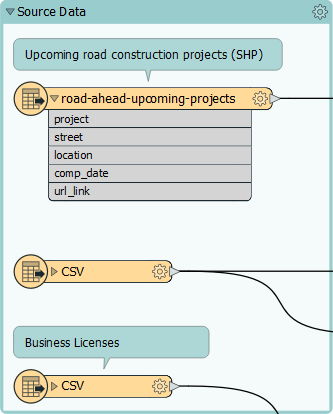 Source Data
Upcoming road construction projects (SHP)
road-ahead-upcoming-projects
project
street
location
comp_date
url_link
CSV
Business Licenses
CSV